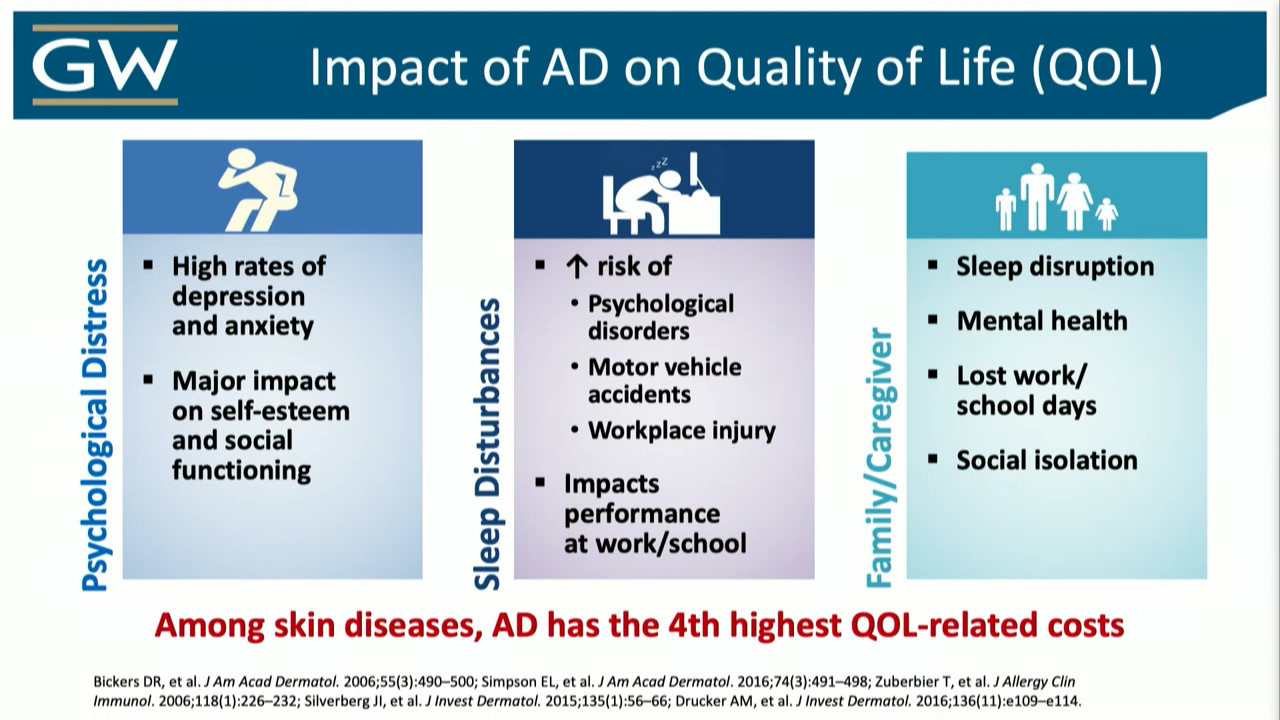 GW
Impact of AD on Quality of Life (QOL)
Psychological Distress
▪ High rates of
depression
and anxiety
▪ Major impact
on self-esteem
and social
functioning
Sleep Disturbances
zzZ
▪ ↑ risk of
• Psychological
disorders
• Motor vehicle
accidents
• Workplace injury
▪ Impacts
performance
at work/school
Family/Caregiver
▪ Sleep disruption
▪ Mental health
▪ Lost work/
school days
▪ Social isolation
Among skin diseases, AD has the 4th highest QOL-related costs
Bickers DR, et al. J Am Acad Dermatol. 2006;55(3):490–500; Simpson EL, et al. J Am Acad Dermatol. 2016;74(3):491–498; Zuberbier T, et al. J Allergy Clin
Immunol. 2006;118(1):226–232; Silverberg JI, et al. J Invest Dermatol. 2015;135(1):56–66; Drucker AM, et al. J Invest Dermatol. 2016;136(11):e109–e114.